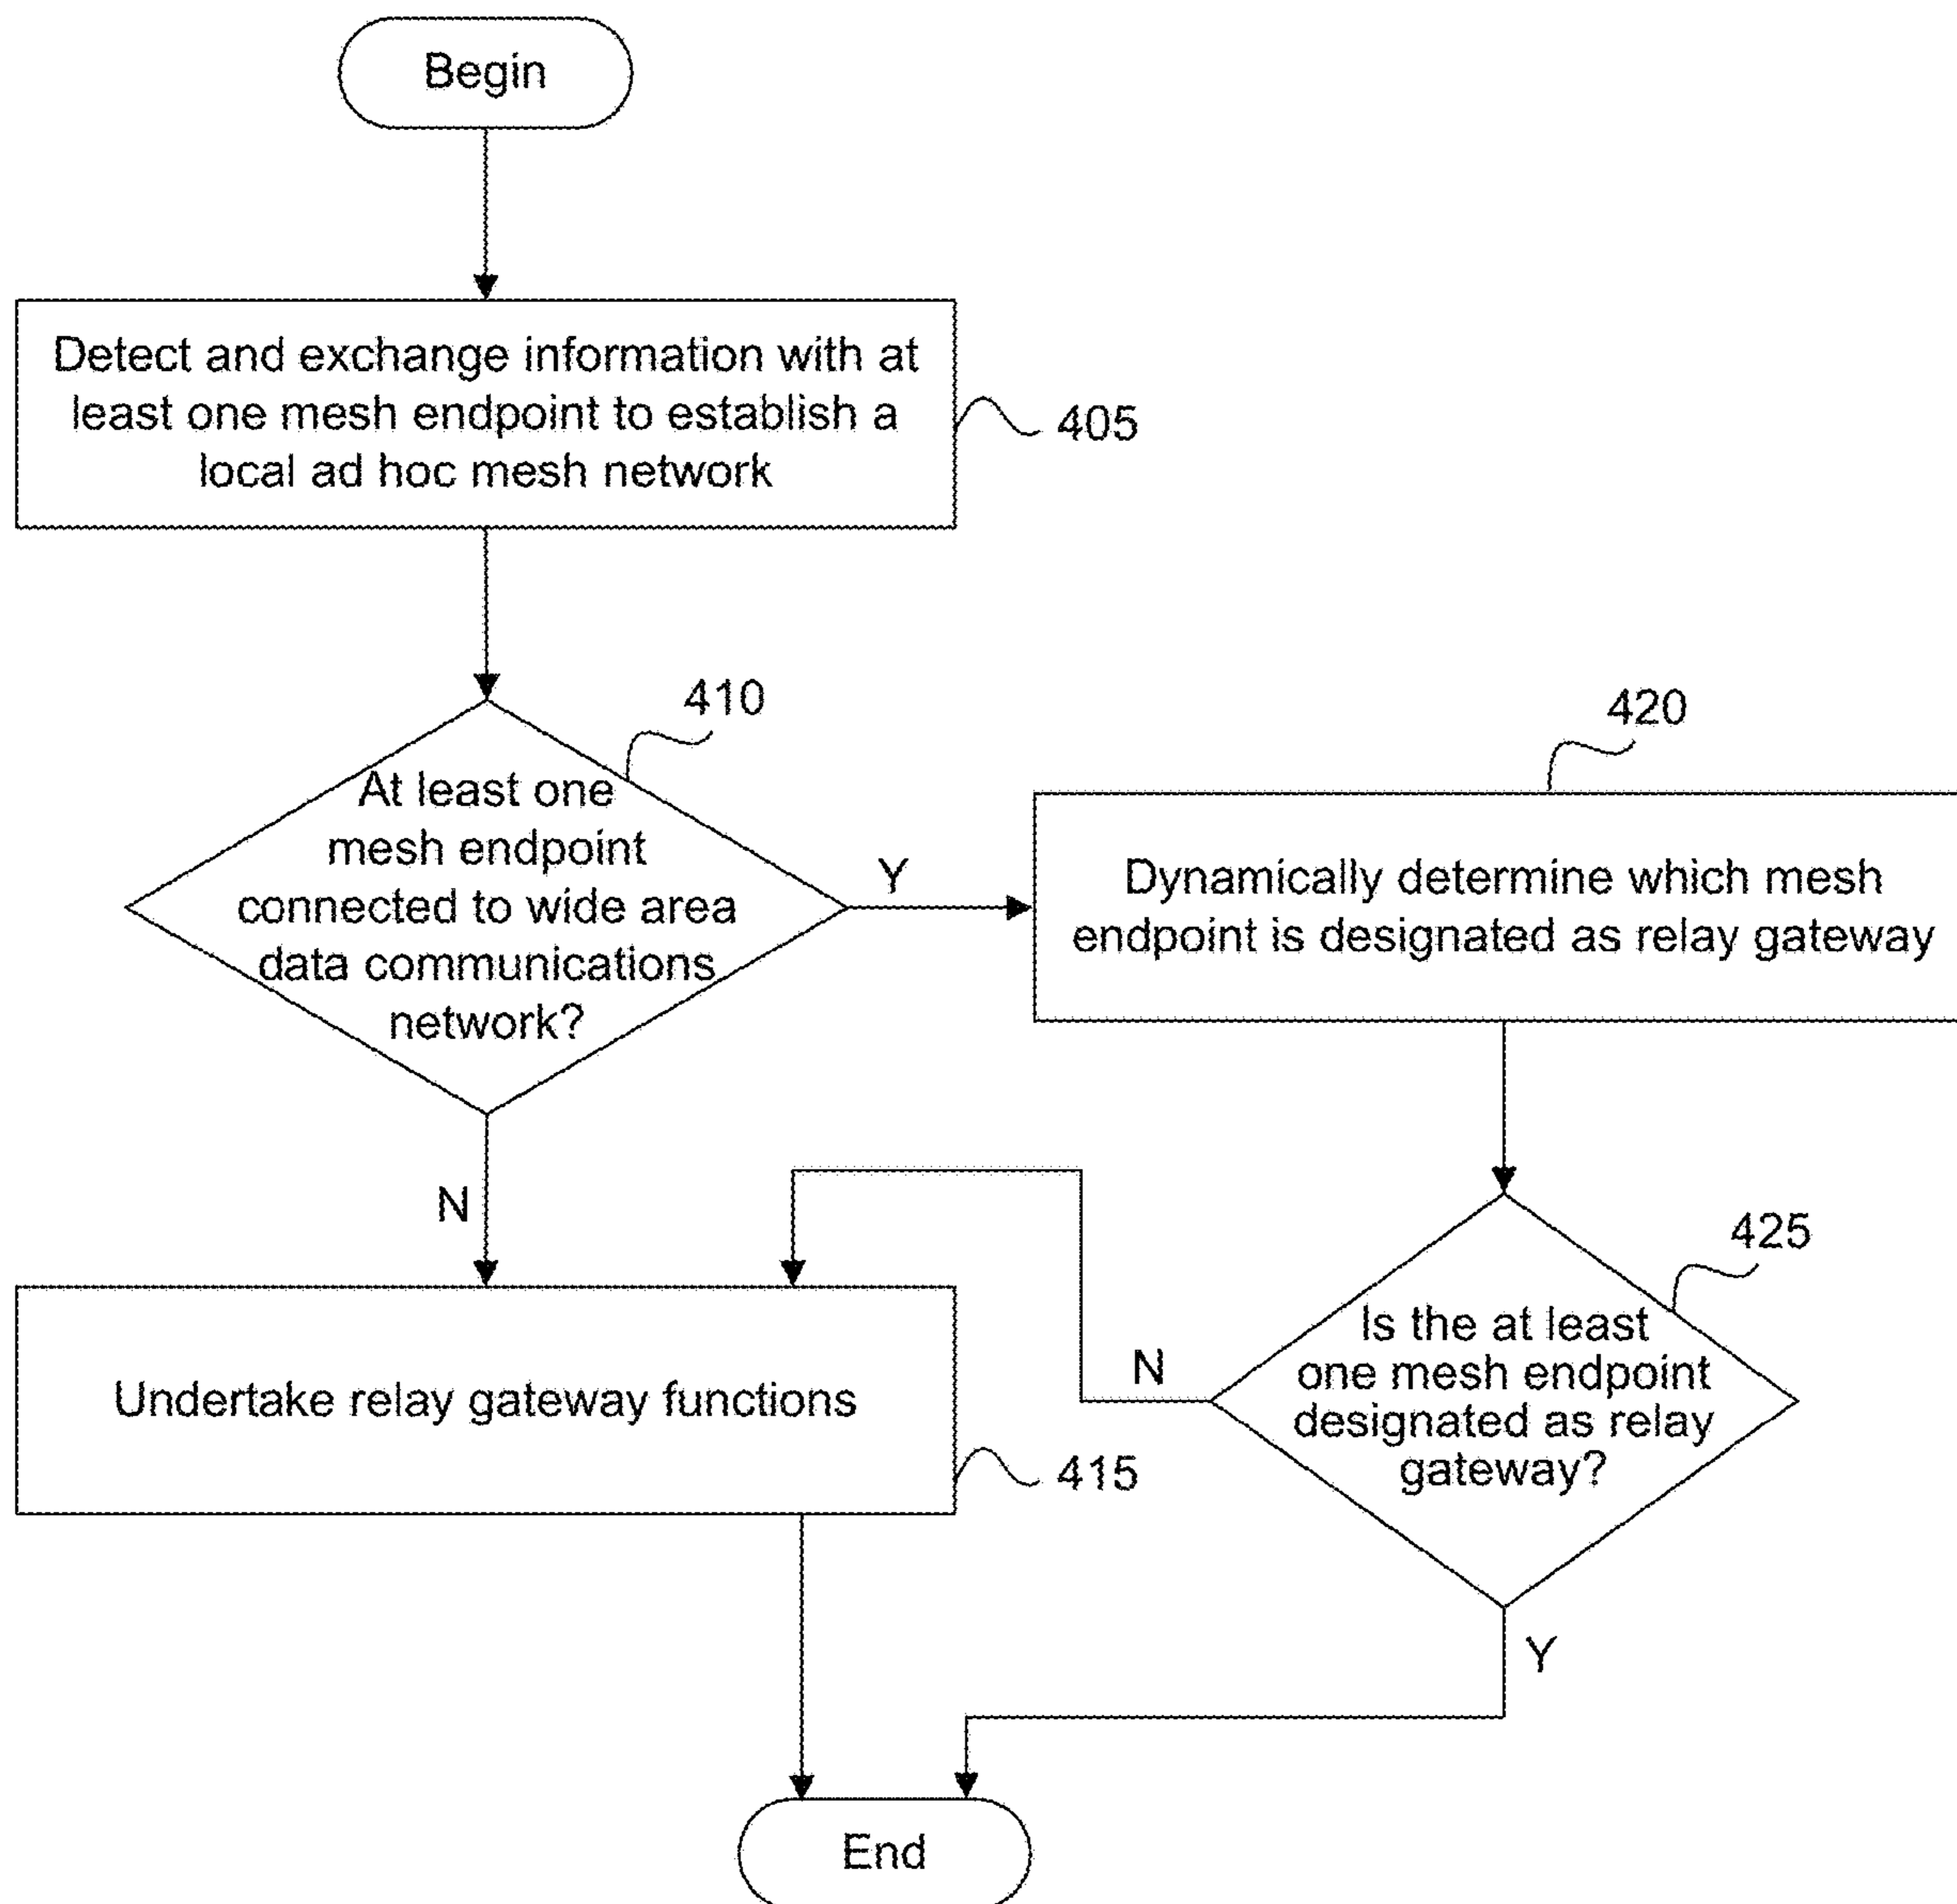 Begin
Detect and exchange information with at
least one mesh endpoint to establish a
local ad hoc mesh network
405
410
At least one
mesh endpoint
connected to wide area
data communications
network?
Y
420
Dynamically determine which mesh
endpoint is designated as relay gateway
N
425
Is the at least
one mesh endpoint
designated as relay
gateway?
N
Undertake relay gateway functions
415
Y
End